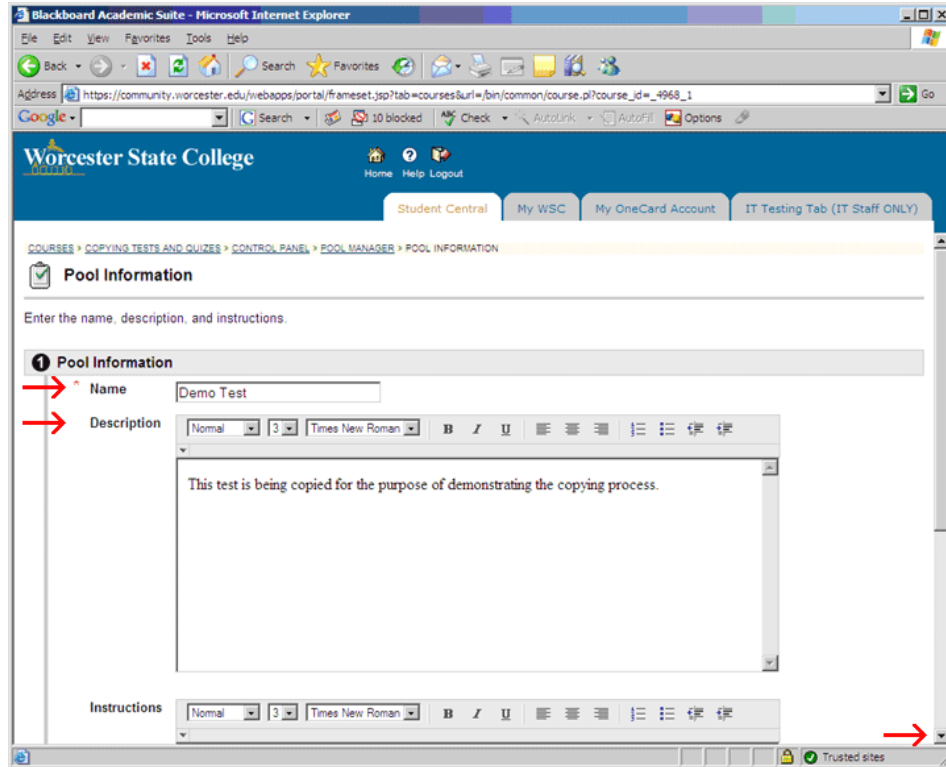 Blackboard Academic Suite - Microsoft Internet Explorer
File Edit View Favorites Tools Help
Back Search Favorites
Address https://community.worcester.edu/webapps/portal/frameset.jsp?tab=courses&url=/bin/common/course.pl?course_id=_4968_1 Go
Google Search 10 blocked ABC Check AutoLink AutoFill Options
Worcester State College
Home Help Logout
Student Central My WSC My OneCard Account IT Testing Tab (IT Staff ONLY)
COURSES > COPYING TESTS AND QUIZES > CONTROL PANEL > POOL MANAGER > POOL INFORMATION
Pool Information
Enter the name, description, and instructions.
1 Pool Information
* Name Demo Test
Description Normal 3 Times New Roman B I U
This test is being copied for the purpose of demonstrating the copying process.
Instructions Normal 3 Times New Roman B I U
Trusted sites